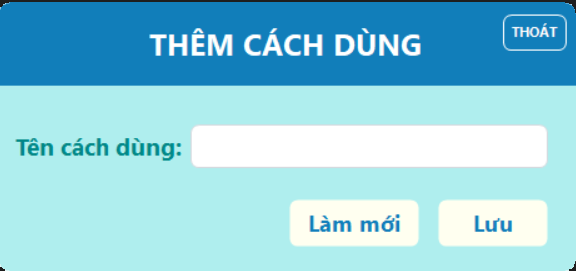 THÊM CÁCH DÙNG
THOÁT
Tên cách dùng:
Làm mới
Lưu